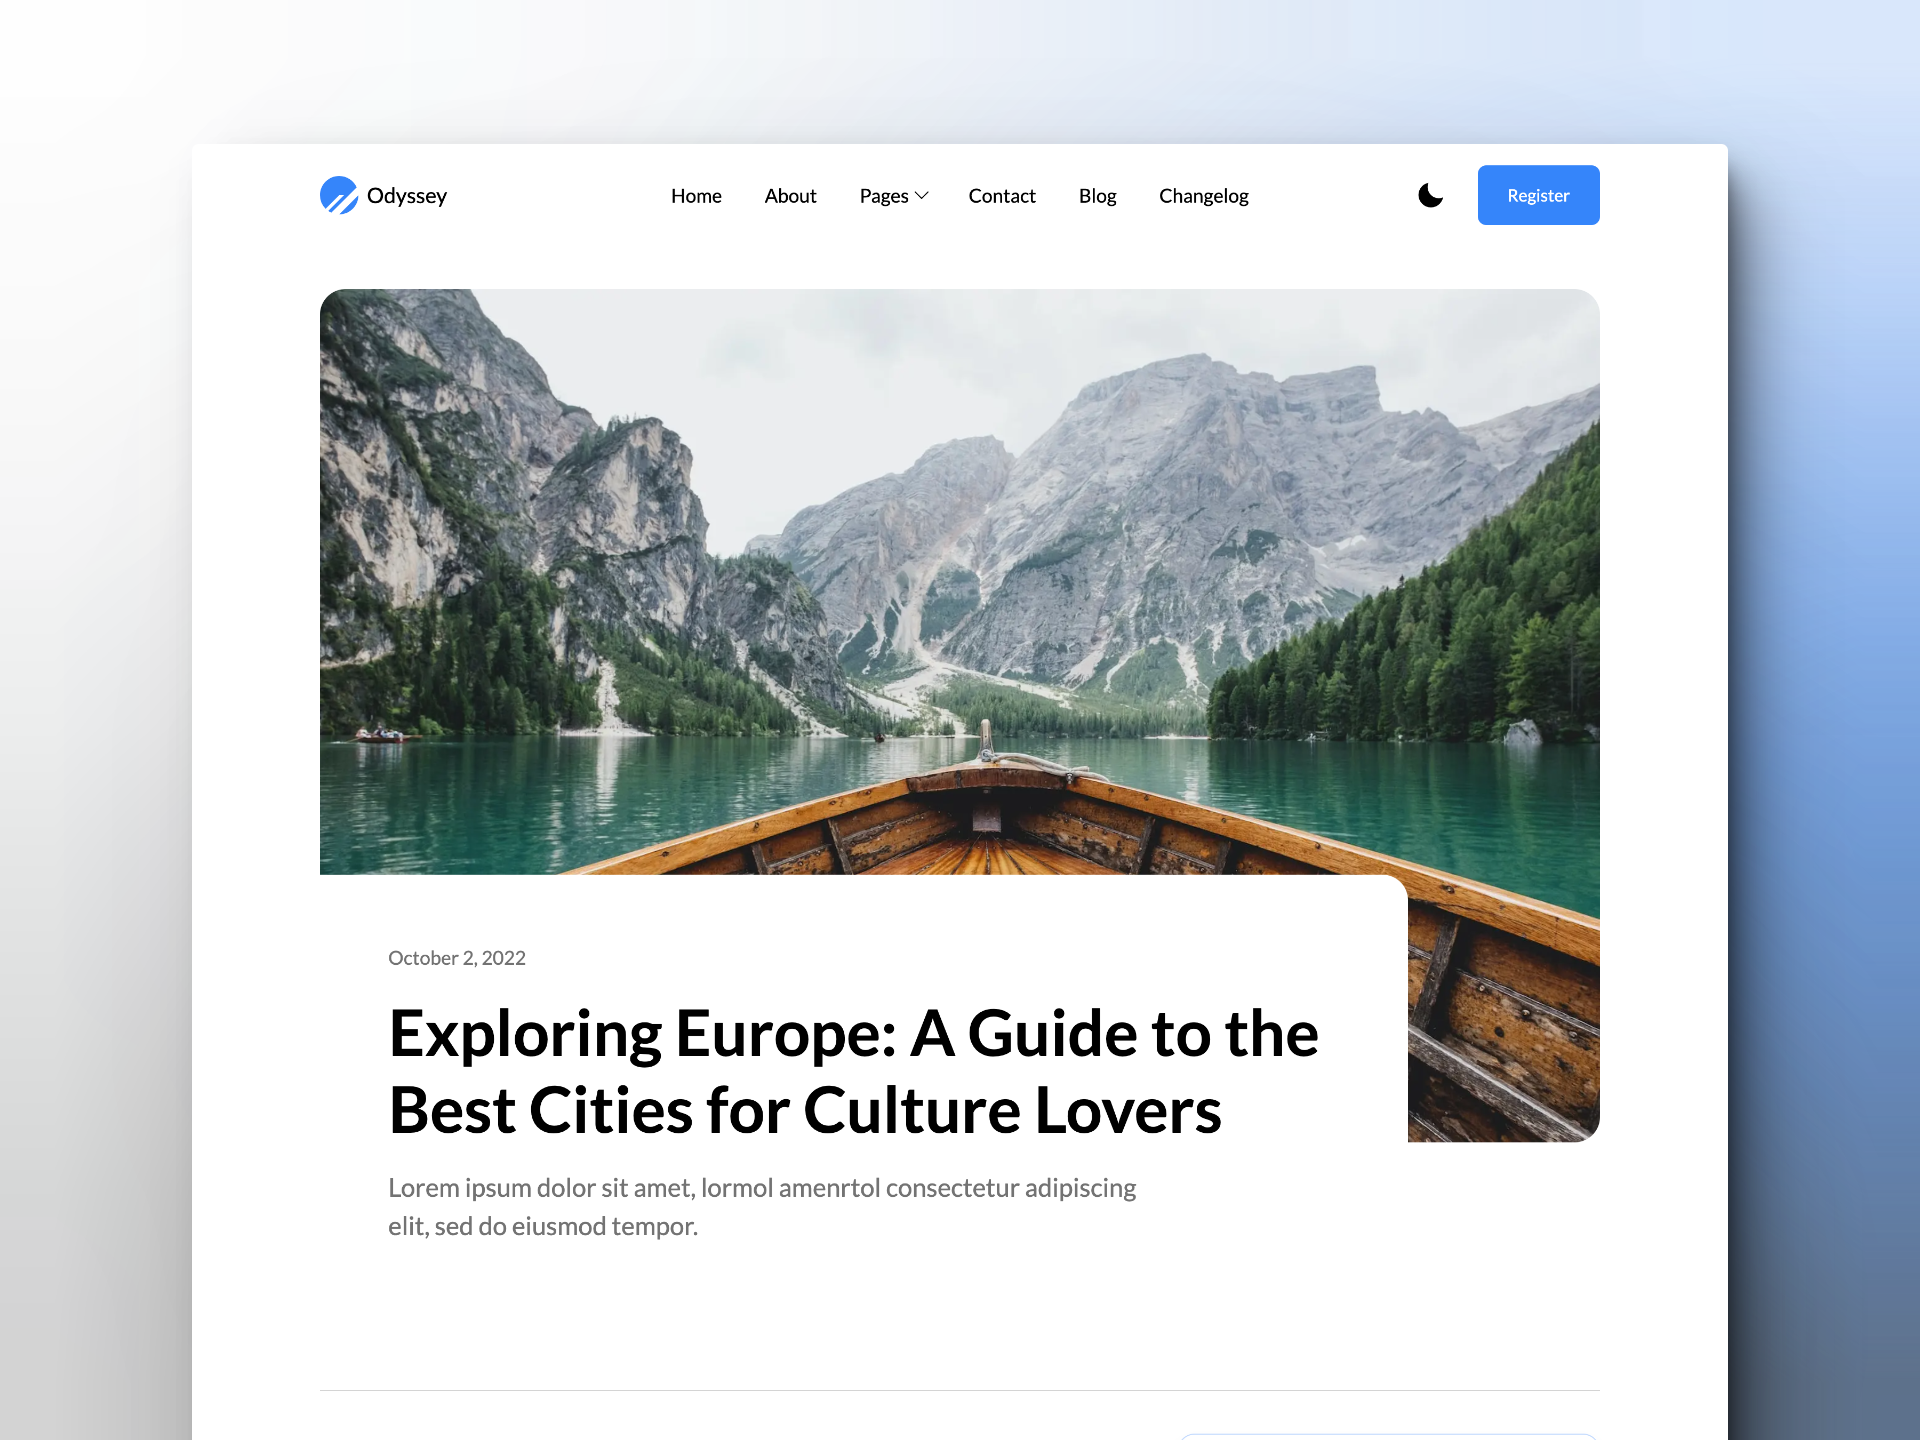 Odyssey
Home About Pages Contact Blog Changelog
Register
October 2, 2022
Exploring Europe: A Guide to the
Best Cities for Culture Lovers
Lorem ipsum dolor sit amet, lormol amenrtol consectetur adipiscing
elit, sed do eiusmod tempor.